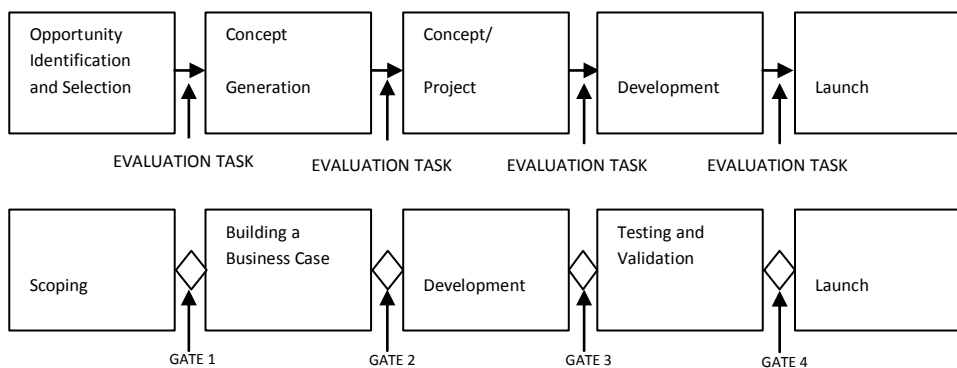 Opportunity
Identification
and Selection
Concept
Generation
Concept/
Project
Development
Launch
EVALUATION TASK
EVALUATION TASK
EVALUATION TASK
EVALUATION TASK
Scoping
Building a
Business Case
Development
Testing and
Validation
Launch
GATE 1
GATE 2
GATE 3
GATE 4